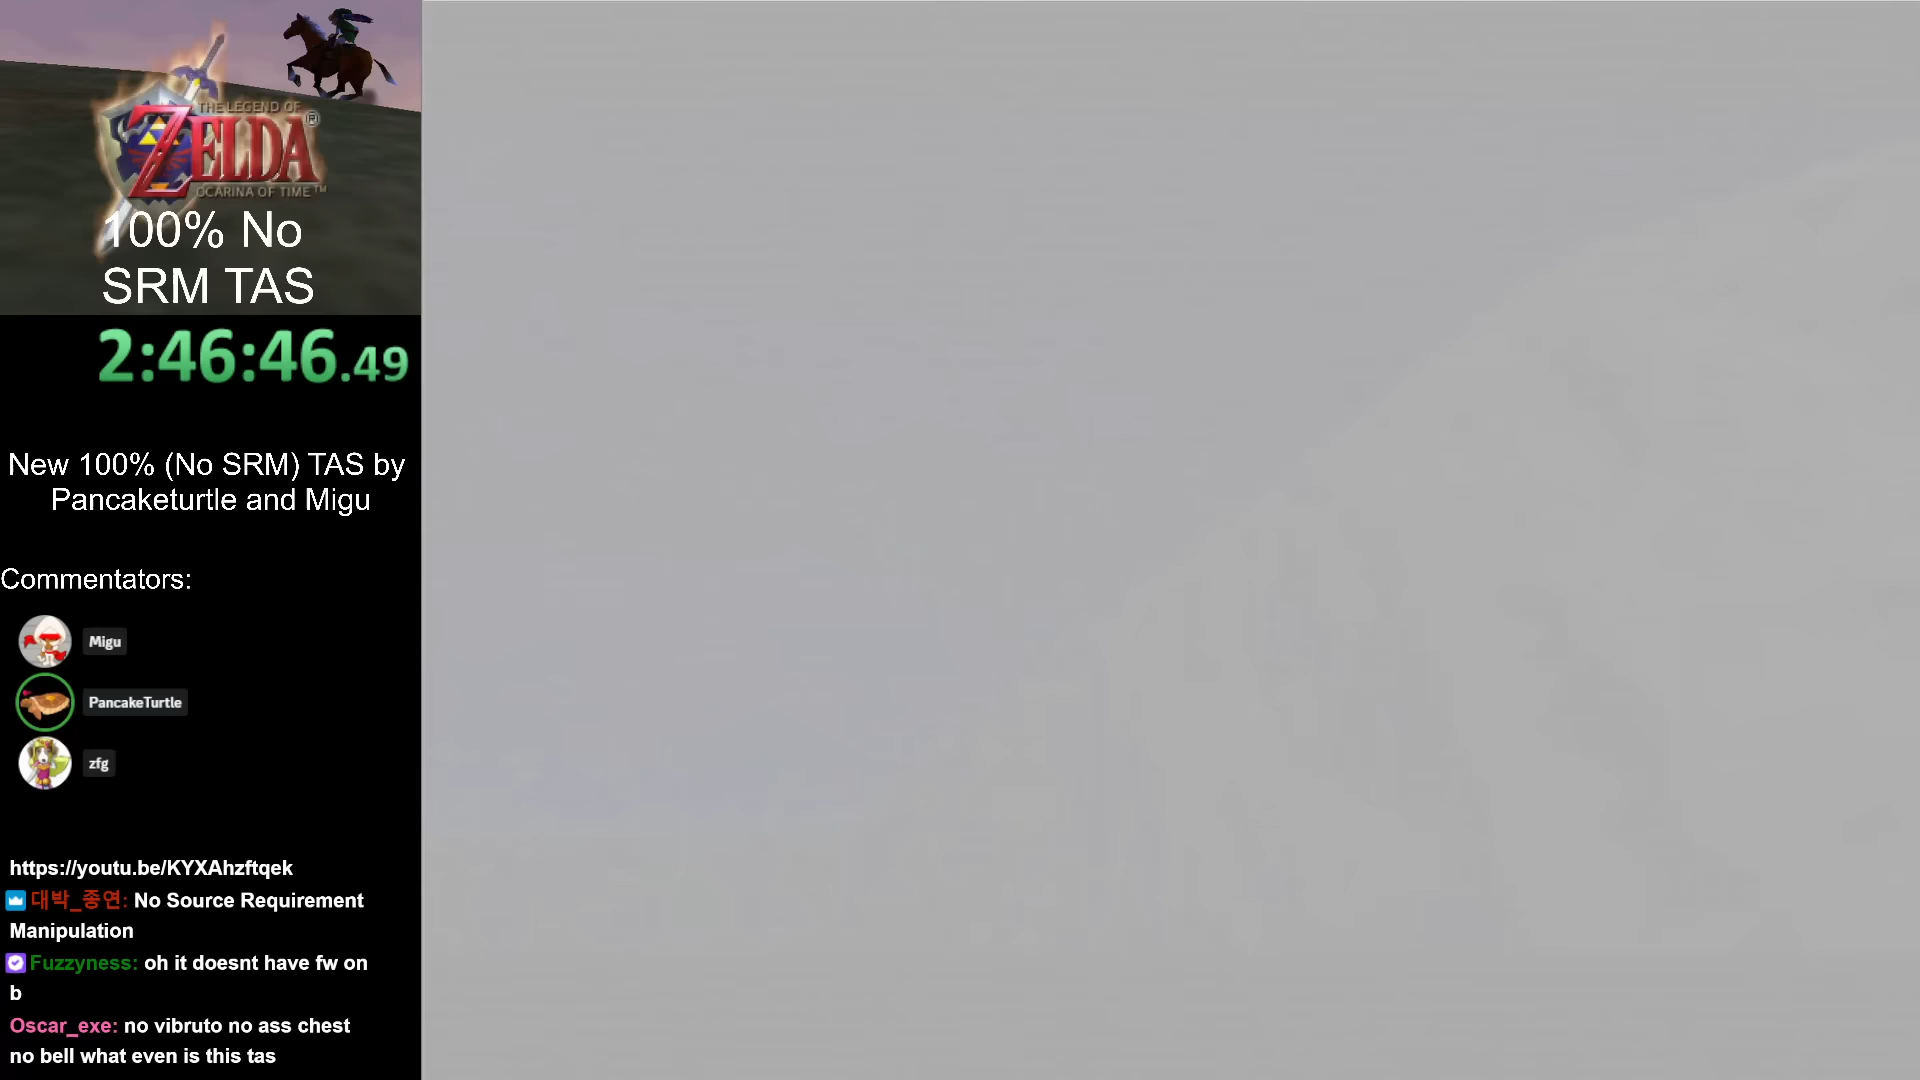 THE LEGEND OF
ZELDA®
OCARINA OF TIME™
100% No
SRM TAS
2:46:46.49
New 100% (No SRM) TAS by
Pancaketurtle and Migu
Commentators:
Migu
PancakeTurtle
zfg
https://youtu.be/KYXAhzftqek
대박_종연: No Source Requirement
Manipulation
Fuzzyness: oh it doesnt have fw on
b
Oscar_exe: no vibruto no ass chest
no bell what even is this tas